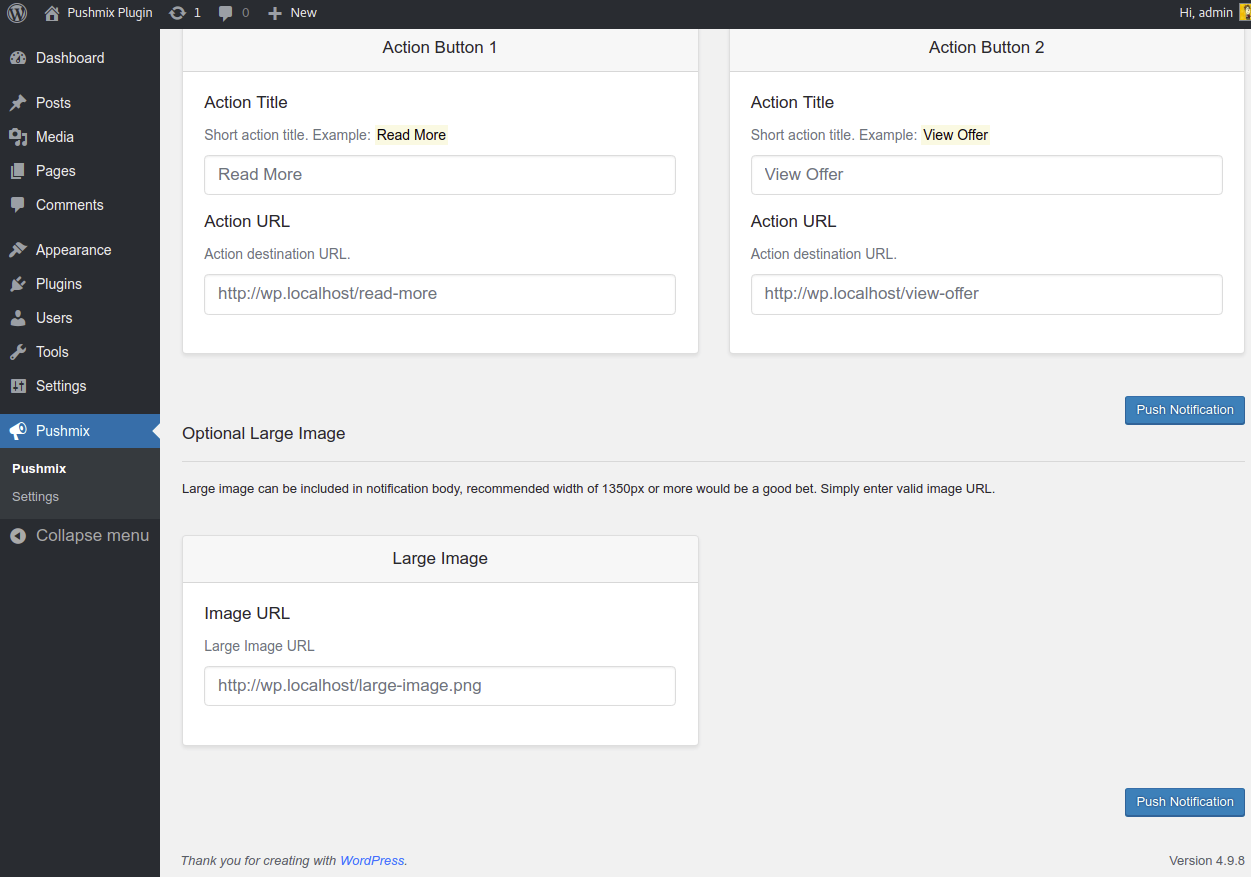 Pushmix Plugin 1 0 New Hi, admin
Dashboard
Posts
Media
Pages
Comments
Appearance
Plugins
Users
Tools
Settings
Pushmix
Pushmix
Settings
Collapse menu
Action Button 1
Action Title
Short action title. Example: Read More
Read More
Action URL
Action destination URL.
http://wp.localhost/read-more
Action Button 2
Action Title
Short action title. Example: View Offer
View Offer
Action URL
Action destination URL.
http://wp.localhost/view-offer
Push Notification
Optional Large Image
Large image can be included in notification body, recommended width of 1350px or more would be a good bet. Simply enter valid image URL.
Large Image
Image URL
Large Image URL
http://wp.localhost/large-image.png
Push Notification
Thank you for creating with WordPress. Version 4.9.8